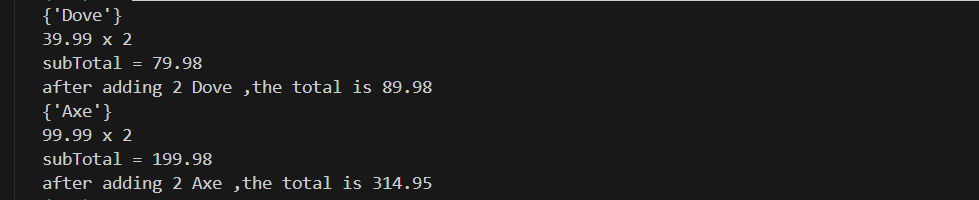 {'Dove'}
39.99 x 2
subTotal = 79.98
after adding 2 Dove ,the total is 89.98
{'Axe'}
99.99 x 2
subTotal = 199.98
after adding 2 Axe ,the total is 314.95